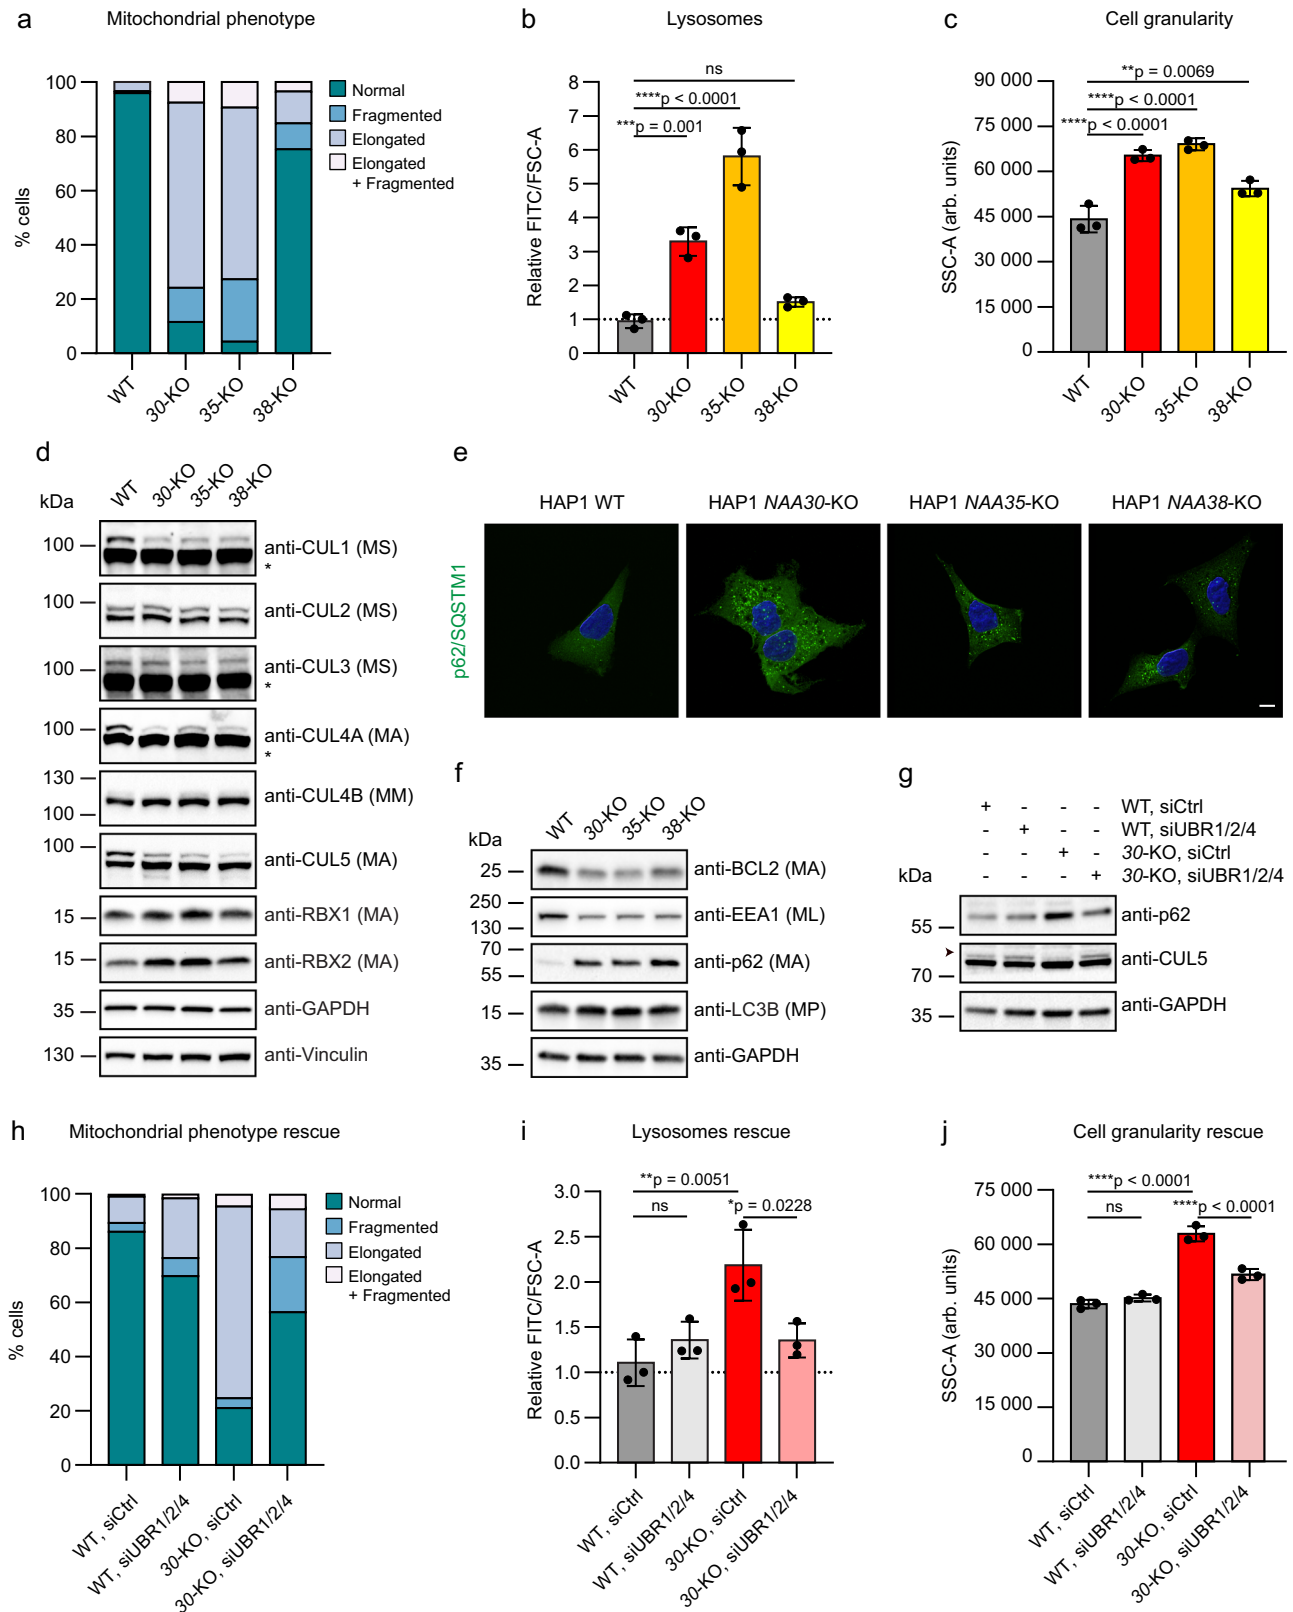 a Mitochondrial phenotype
% cells
100
80
60
40
20
0
WT
30-KO
35-KO
38-KO
Normal
Fragmented
Elongated
Elongated
+ Fragmented
b Lysosomes
Relative FITC/FSC-A
8
7
6
5
4
3
2
1
0
ns
****p < 0.0001
***p = 0.001
WT
30-KO
35-KO
38-KO
c Cell granularity
SSC-A (arb. units)
90 000
75 000
60 000
45 000
30 000
15 000
0
**p = 0.0069
****p < 0.0001
****p < 0.0001
WT
30-KO
35-KO
38-KO
d
kDa
WT 30-KO 35-KO 38-KO
100 anti-CUL1 (MS)
*
100 anti-CUL2 (MS)
100 anti-CUL3 (MS)
*
100 anti-CUL4A (MA)
*
130
100 anti-CUL4B (MM)
100 anti-CUL5 (MA)
15 anti-RBX1 (MA)
15 anti-RBX2 (MA)
35 anti-GAPDH
130 anti-Vinculin
e
HAP1 WT HAP1 NAA30-KO HAP1 NAA35-KO HAP1 NAA38-KO
p62/SQSTM1
f
kDa
WT 30-KO 35-KO 38-KO
25 anti-BCL2 (MA)
250
130 anti-EEA1 (ML)
70
55 anti-p62 (MA)
15 anti-LC3B (MP)
35 anti-GAPDH
g
+ - - - WT, siCtrl
- + - - WT, siUBR1/2/4
- - + - 30-KO, siCtrl
- - - + 30-KO, siUBR1/2/4
kDa
55 anti-p62
70 anti-CUL5
35 anti-GAPDH
h Mitochondrial phenotype rescue
% cells
100
80
60
40
20
0
WT, siCtrl
WT, siUBR1/2/4
30-KO, siCtrl
30-KO, siUBR1/2/4
Normal
Fragmented
Elongated
Elongated
+ Fragmented
i Lysosomes rescue
Relative FITC/FSC-A
3.0
2.5
2.0
1.5
1.0
0.5
0.0
**p = 0.0051
ns
*p = 0.0228
WT, siCtrl
WT, siUBR1/2/4
30-KO, siCtrl
30-KO, siUBR1/2/4
j Cell granularity rescue
SSC-A (arb. units)
75 000
60 000
45 000
30 000
15 000
0
****p < 0.0001
ns
****p < 0.0001
WT, siCtrl
WT, siUBR1/2/4
30-KO, siCtrl
30-KO, siUBR1/2/4